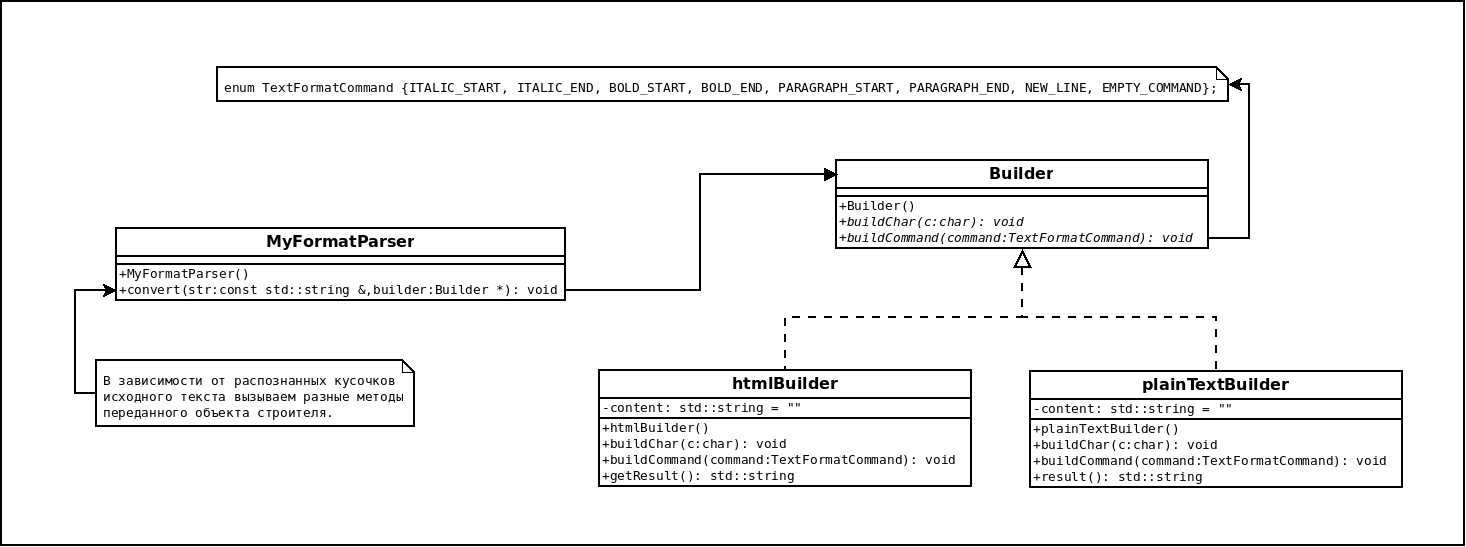 enum TextFormatCommand {ITALIC_START, ITALIC_END, BOLD_START, BOLD_END, PARAGRAPH_START, PARAGRAPH_END, NEW_LINE, EMPTY_COMMAND};
Builder
+Builder()
+buildChar(c:char): void
+buildCommand(command:TextFormatCommand): void
MyFormatParser
+MyFormatParser()
+convert(str:const std::string &,builder:Builder *): void
В зависимости от распознанных кусочков
исходного текста вызываем разные методы
переданного объекта строителя.
htmlBuilder
-content: std::string = ""
+htmlBuilder()
+buildChar(c:char): void
+buildCommand(command:TextFormatCommand): void
+getResult(): std::string
plainTextBuilder
-content: std::string = ""
+plainTextBuilder()
+buildChar(c:char): void
+buildCommand(command:TextFormatCommand): void
+result(): std::string